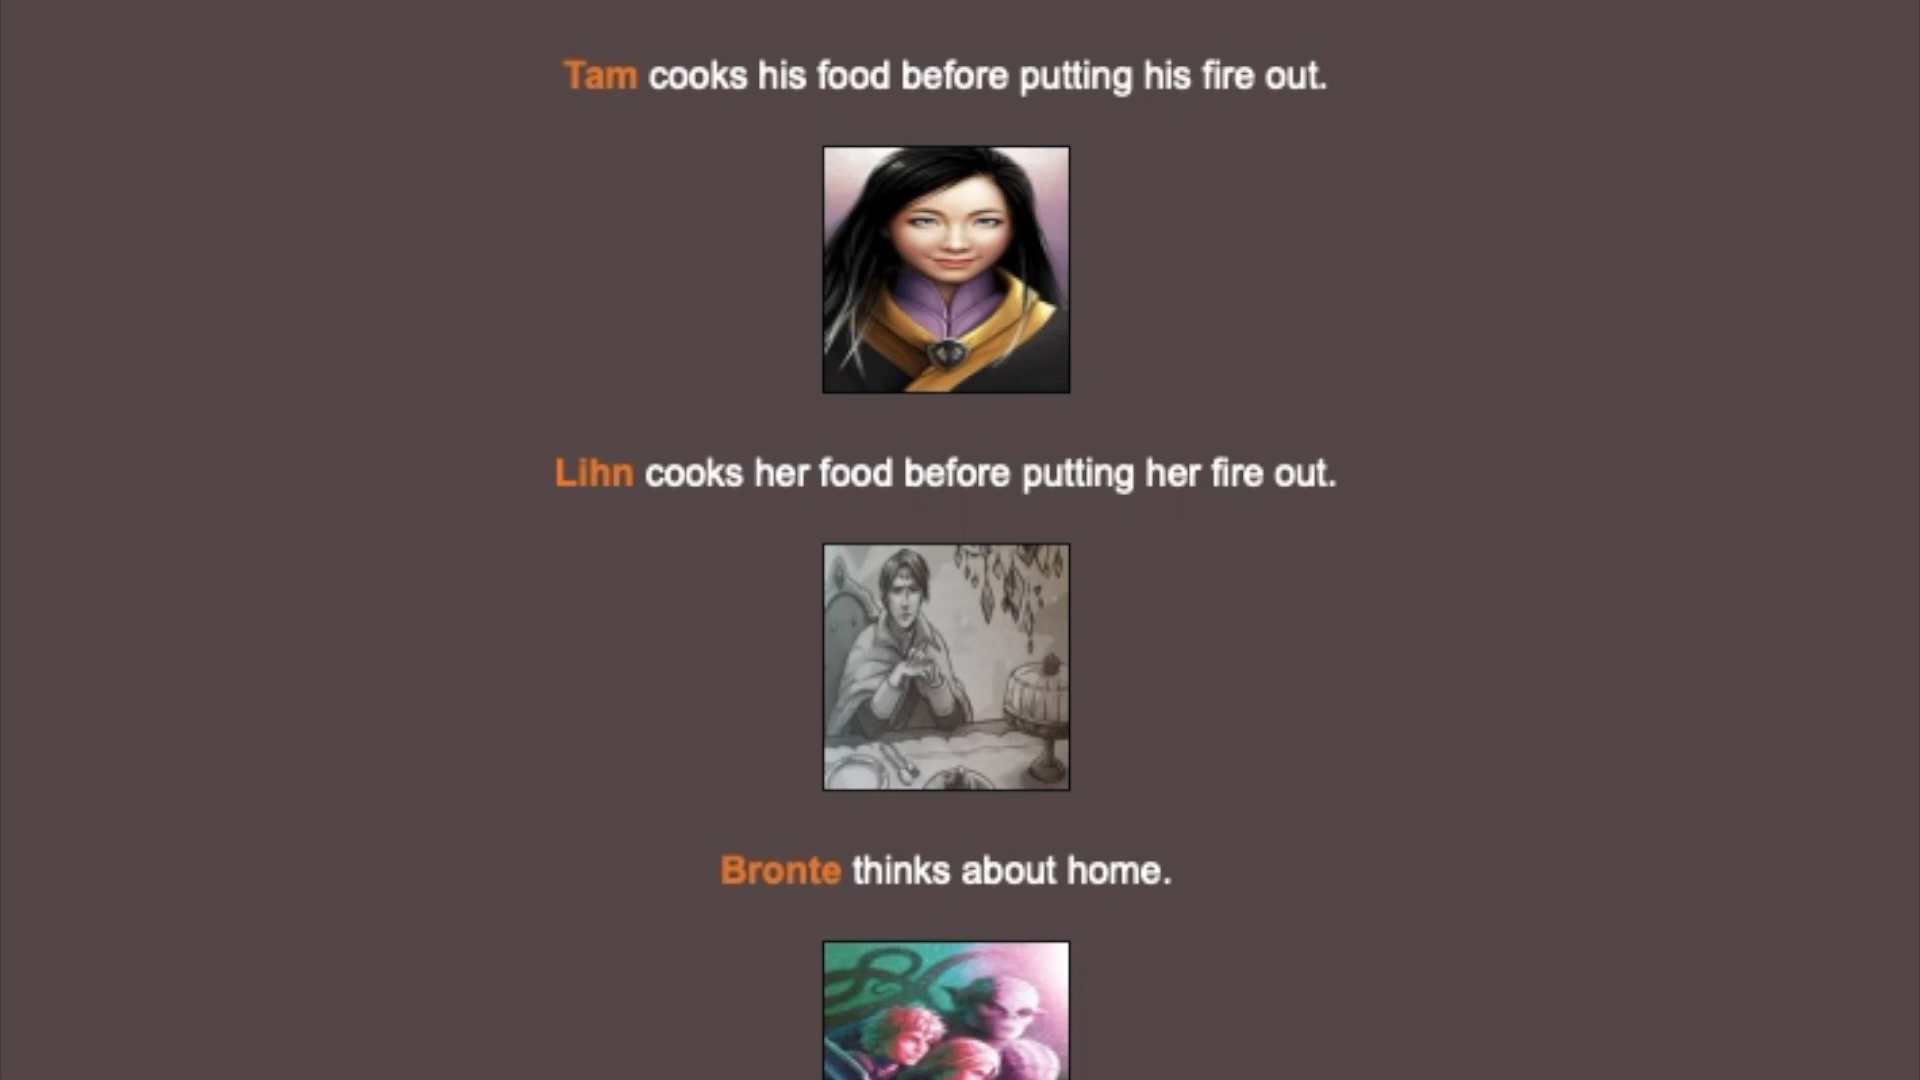 Tam cooks his food before putting his fire out.
Lihn cooks her food before putting her fire out.
Bronte thinks about home.